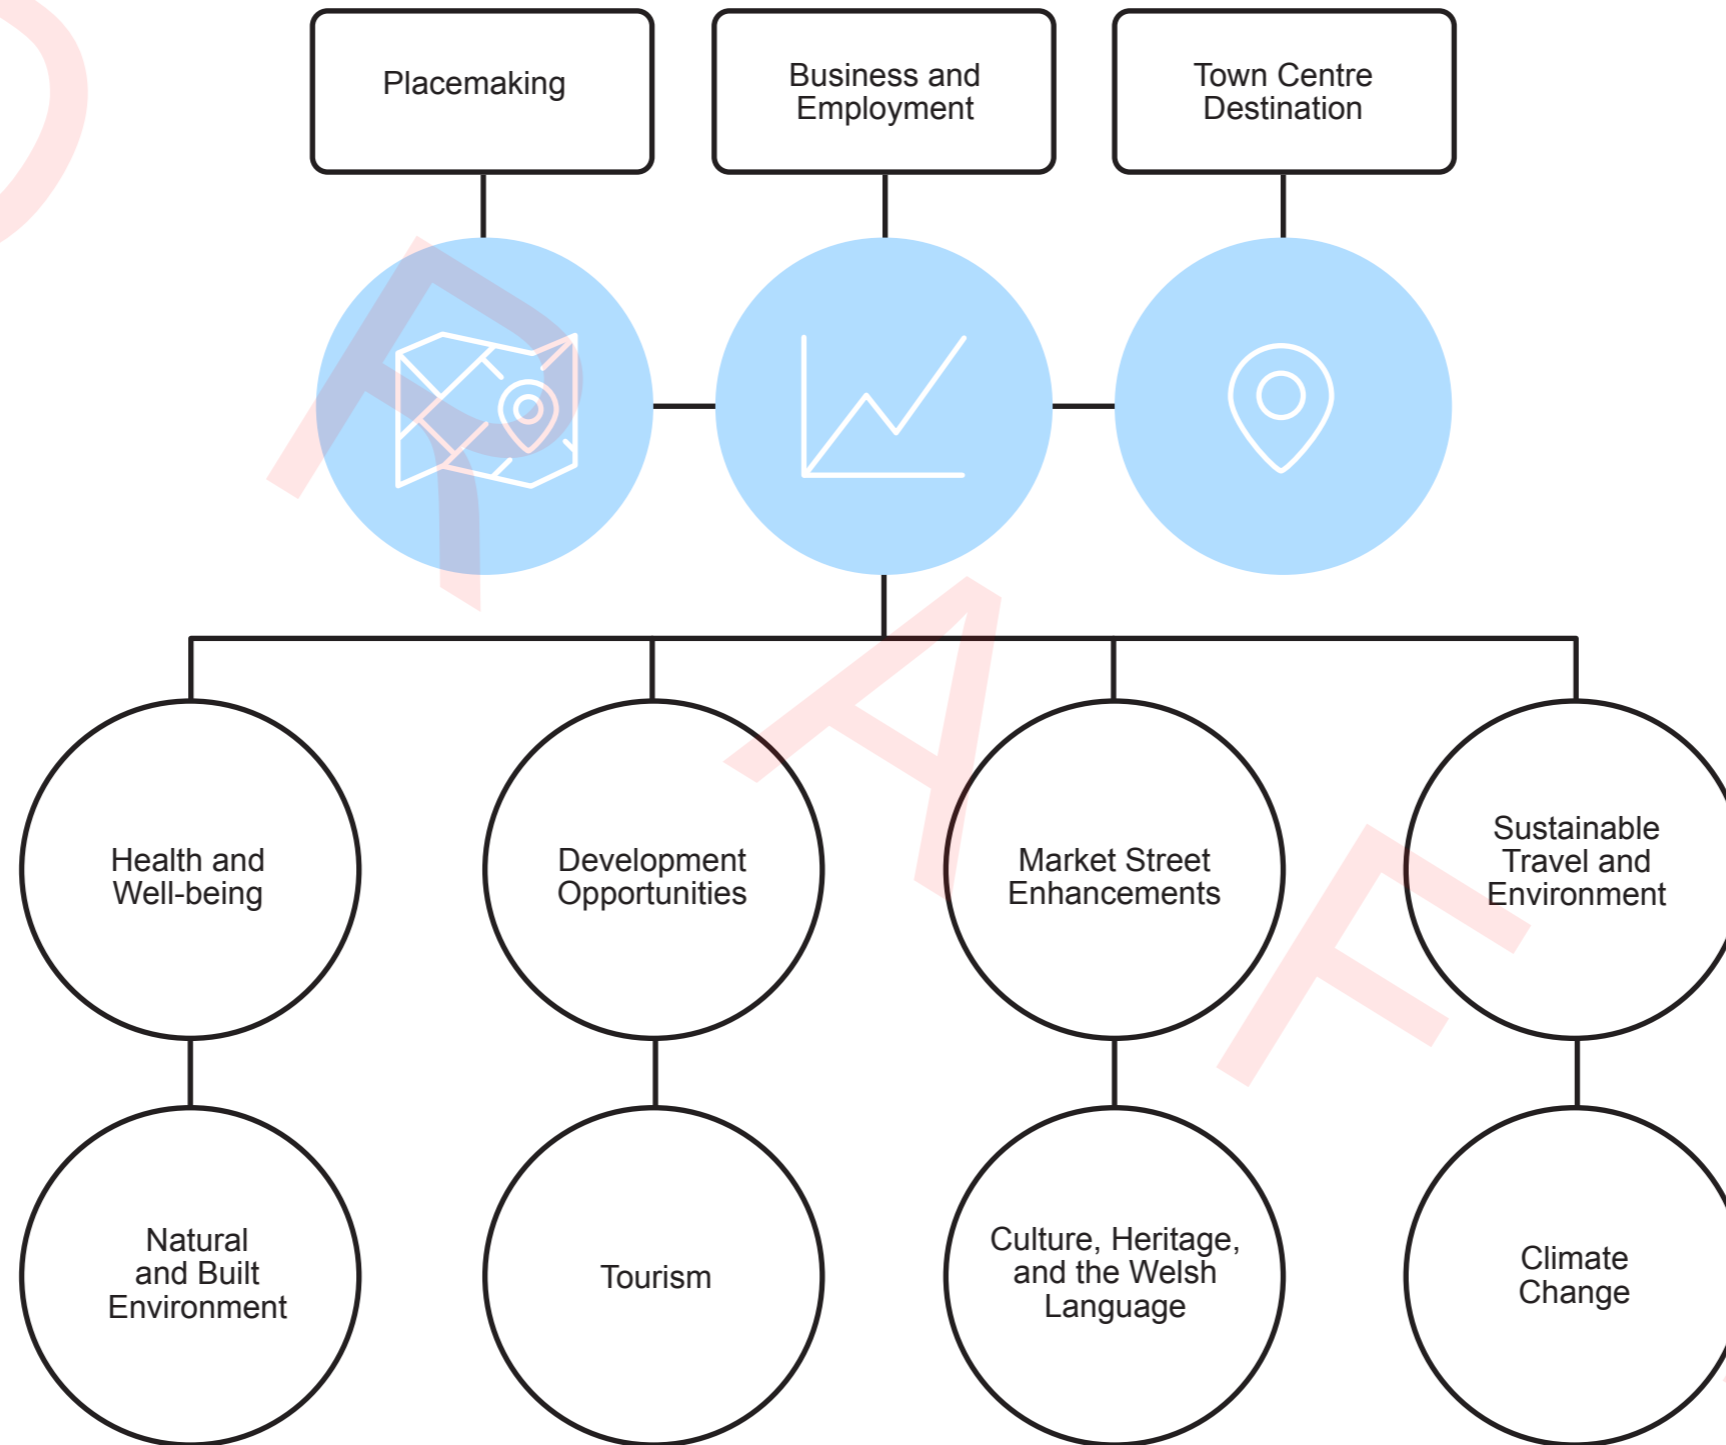 Placemaking
Business and
Employment
Town Centre
Destination
Health and
Well-being
Development
Opportunities
Market Street
Enhancements
Sustainable
Travel and
Environment
Natural
and Built
Environment
Tourism
Culture, Heritage,
and the Welsh
Language
Climate
Change
D R A F